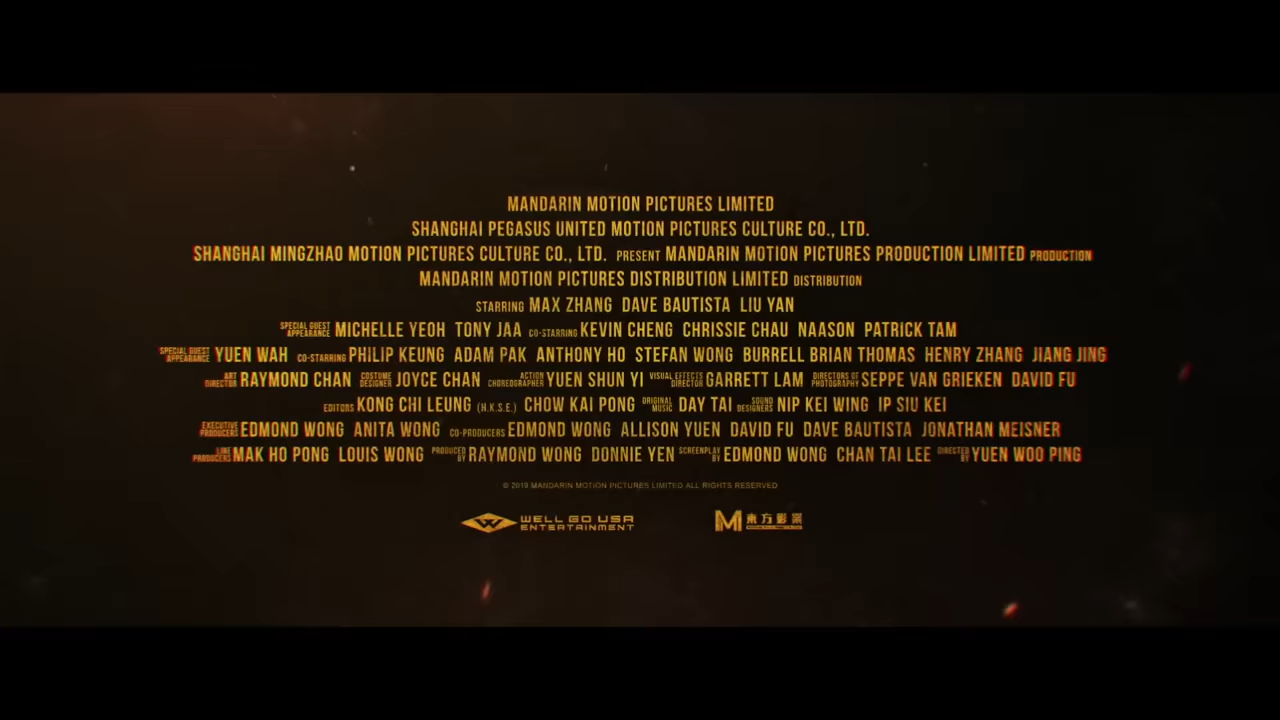 MANDARIN MOTION PICTURES LIMITED
SHANGHAI PEGASUS UNITED MOTION PICTURES CULTURE CO., LTD.
SHANGHAI MINGZHAO MOTION PICTURES CULTURE CO., LTD. PRESENT MANDARIN MOTION PICTURES PRODUCTION LIMITED PRODUCTION
MANDARIN MOTION PICTURES DISTRIBUTION LIMITED DISTRIBUTION
STARRING MAX ZHANG DAVE BAUTISTA LIU YAN
SPECIAL GUEST APPEARANCE MICHELLE YEOH TONY JAA CO-STARRING KEVIN CHENG CHRISSIE CHAU NAASON PATRICK TAM
SPECIAL GUEST APPEARANCE YUEN WAH CO-STARRING PHILIP KEUNG ADAM PAK ANTHONY HO STEFAN WONG BURRELL BRIAN THOMAS HENRY ZHANG JIANG JING
ART DIRECTOR RAYMOND CHAN COSTUME DESIGNER JOYCE CHAN ACTION CHOREOGRAPHER YUEN SHUN YI VISUAL EFFECTS DIRECTOR GARRETT LAM DIRECTORS OF PHOTOGRAPHY SEPPE VAN GRIEKEN DAVID FU
EDITORS KONG CHI LEUNG (H.K.S.E.) CHOW KAI PONG ORIGINAL MUSIC DAY TAI SOUND DESIGNERS NIP KEI WING IP SIU KEI
EXECUTIVE PRODUCERS EDMOND WONG ANITA WONG CO-PRODUCERS EDMOND WONG ALLISON YUEN DAVID FU DAVE BAUTISTA JONATHAN MEISNER
LINE PRODUCERS MAK HO PONG LOUIS WONG PRODUCED BY RAYMOND WONG DONNIE YEN SCREENPLAY BY EDMOND WONG CHAN TAI LEE DIRECTED BY YUEN WOO PING
© 2019 MANDARIN MOTION PICTURES LIMITED ALL RIGHTS RESERVED
WELL GO USA ENTERTAINMENT
M 東方影業